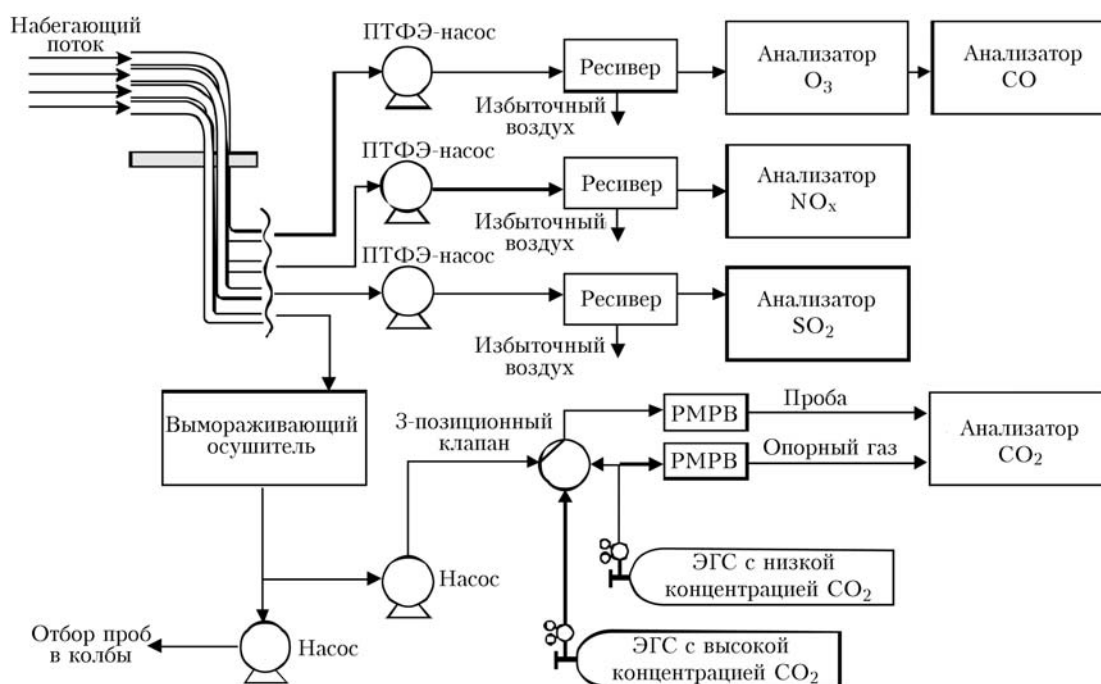 Набегающий
поток
ПТФЭ-насос
Ресивер
Избыточный
воздух
Анализатор
O₃
Анализатор
CO
ПТФЭ-насос
Ресивер
Избыточный
воздух
Анализатор
NOₓ
ПТФЭ-насос
Ресивер
Избыточный
воздух
Анализатор
SO₂
Вымораживающий
осушитель
3-позиционный
клапан
РМРВ
Проба
РМРВ
Опорный газ
Анализатор
CO₂
ЭГС с низкой
концентрацией CO₂
Насос
Отбор проб
в колбы
Насос
ЭГС с высокой
концентрацией CO₂